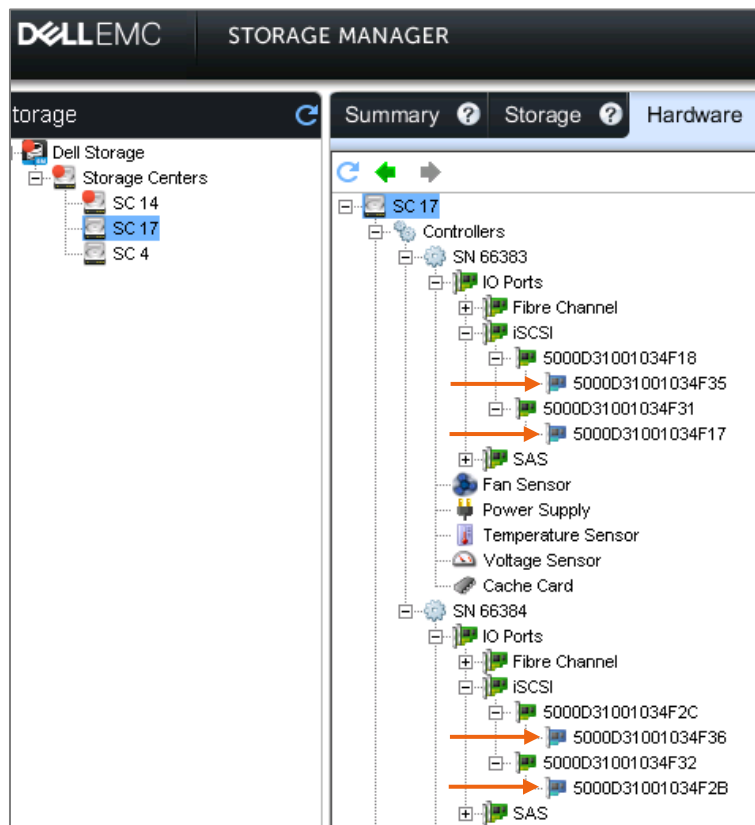 DELLEMC STORAGE MANAGER
torage
Summary ? Storage ? Hardware
Dell Storage
Storage Centers
SC 14
SC 17
SC 4
SC 17
Controllers
SN 66383
IO Ports
Fibre Channel
iSCSI
5000D31001034F18
5000D31001034F35
5000D31001034F31
5000D31001034F17
SAS
Fan Sensor
Power Supply
Temperature Sensor
Voltage Sensor
Cache Card
SN 66384
IO Ports
Fibre Channel
iSCSI
5000D31001034F2C
5000D31001034F36
5000D31001034F32
5000D31001034F2B
SAS